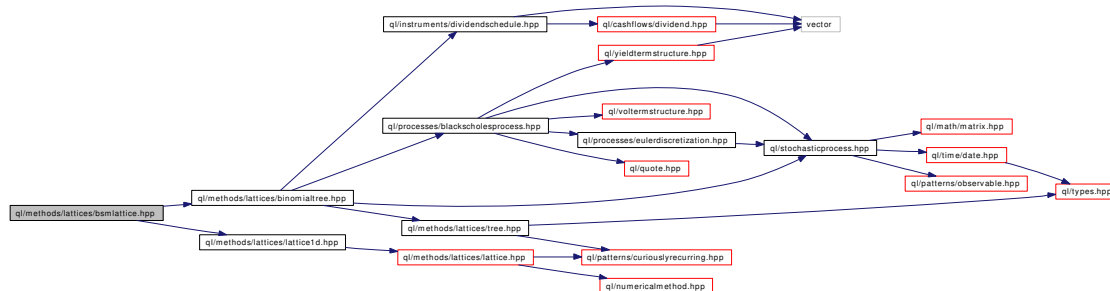 ql/instruments/dividendschedule.hpp
ql/cashflows/dividend.hpp
vector
ql/yieldtermstructure.hpp
ql/voltermstructure.hpp
ql/processes/blackscholesprocess.hpp
ql/math/matrix.hpp
ql/processes/eulerdiscretization.hpp
ql/stochasticprocess.hpp
ql/time/date.hpp
ql/quote.hpp
ql/patterns/observable.hpp
ql/types.hpp
ql/methods/lattices/binomialtree.hpp
ql/methods/lattices/bsmlattice.hpp
ql/methods/lattices/tree.hpp
ql/methods/lattices/lattice1d.hpp
ql/methods/lattices/lattice.hpp
ql/patterns/curiouslyrecurring.hpp
ql/numericalmethod.hpp